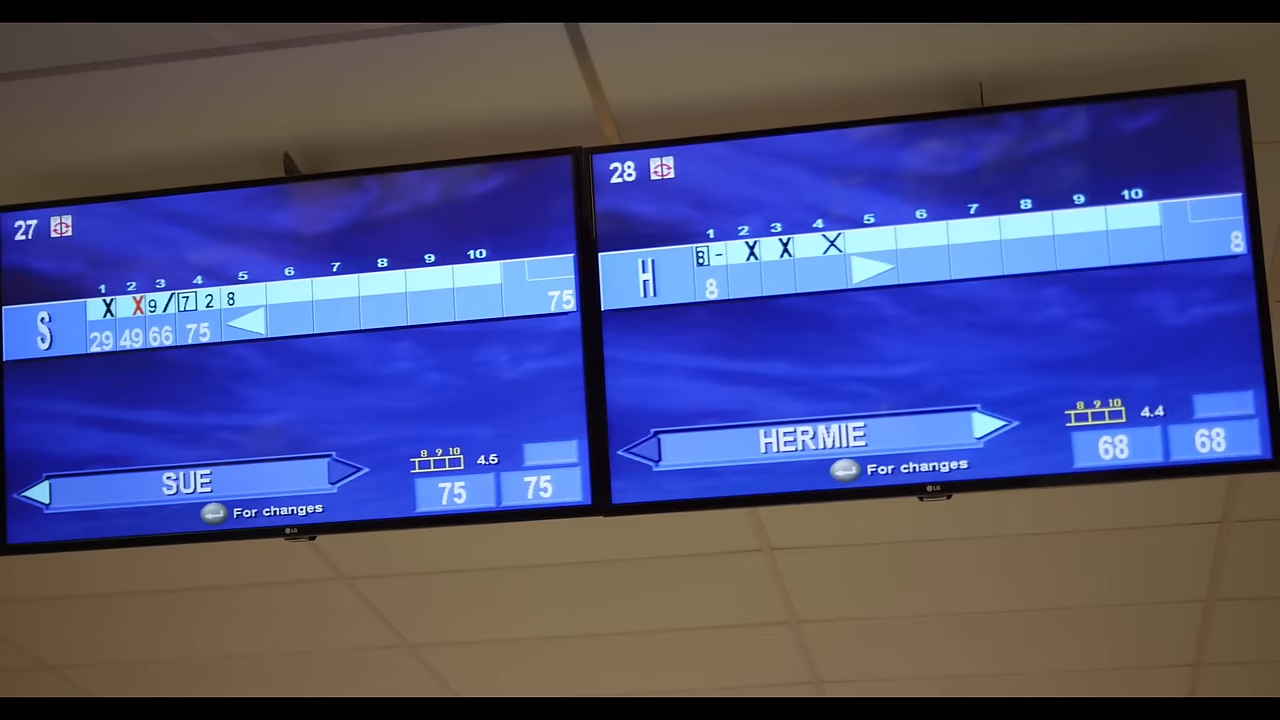 27
1 2 3 4 5 6 7 8 9 10
S X X 9 / 7 2 8
29 49 66 75 75
SUE
For changes
8 9 10
4.5
75 75
LG
28
1 2 3 4 5 6 7 8 9 10
H 8 - X X X
8 8
HERMIE
For changes
8 9 10
4.4
68 68
LG